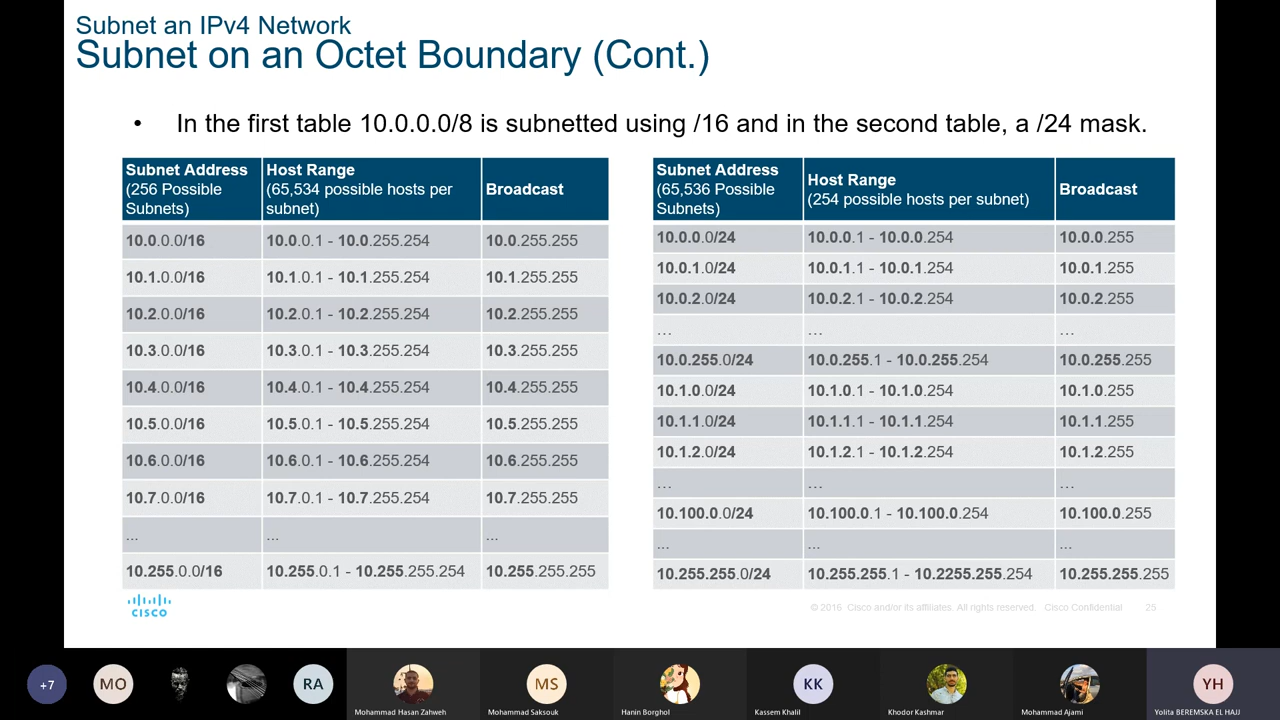 Subnet an IPv4 Network
Subnet on an Octet Boundary (Cont.)
• In the first table 10.0.0.0/8 is subnetted using /16 and in the second table, a /24 mask.
Subnet Address (256 Possible Subnets) Host Range (65,534 possible hosts per subnet) Broadcast
10.0.0.0/16 10.0.0.1 - 10.0.255.254 10.0.255.255
10.1.0.0/16 10.1.0.1 - 10.1.255.254 10.1.255.255
10.2.0.0/16 10.2.0.1 - 10.2.255.254 10.2.255.255
10.3.0.0/16 10.3.0.1 - 10.3.255.254 10.3.255.255
10.4.0.0/16 10.4.0.1 - 10.4.255.254 10.4.255.255
10.5.0.0/16 10.5.0.1 - 10.5.255.254 10.5.255.255
10.6.0.0/16 10.6.0.1 - 10.6.255.254 10.6.255.255
10.7.0.0/16 10.7.0.1 - 10.7.255.254 10.7.255.255
... ... ...
10.255.0.0/16 10.255.0.1 - 10.255.255.254 10.255.255.255
Subnet Address (65,536 Possible Subnets) Host Range (254 possible hosts per subnet) Broadcast
10.0.0.0/24 10.0.0.1 - 10.0.0.254 10.0.0.255
10.0.1.0/24 10.0.1.1 - 10.0.1.254 10.0.1.255
10.0.2.0/24 10.0.2.1 - 10.0.2.254 10.0.2.255
… … …
10.0.255.0/24 10.0.255.1 - 10.0.255.254 10.0.255.255
10.1.0.0/24 10.1.0.1 - 10.1.0.254 10.1.0.255
10.1.1.0/24 10.1.1.1 - 10.1.1.254 10.1.1.255
10.1.2.0/24 10.1.2.1 - 10.1.2.254 10.1.2.255
… … …
10.100.0.0/24 10.100.0.1 - 10.100.0.254 10.100.0.255
... ... ...
10.255.255.0/24 10.255.255.1 - 10.2255.255.254 10.255.255.255
CISCO
© 2016 Cisco and/or its affiliates. All rights reserved. Cisco Confidential 25
+7 MO RA MS KK YH
Mohammad Hasan Zahweh Mohammad Saksouk Hanin Borghol Kassem Khalil Khodor Kashmar Mohammad Ajami Yolita BEREMSKA EL HAJJ